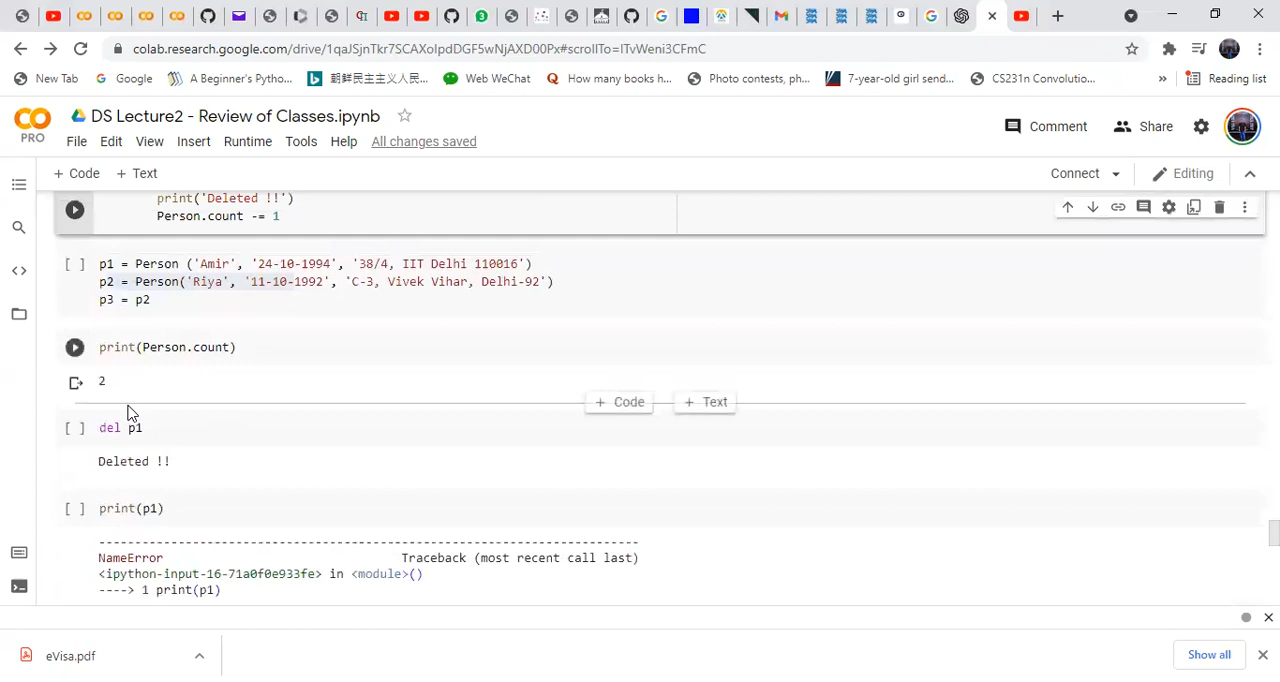 colab.research.google.com/drive/1qaJSjnTkr7SCAXoIpdDGF5wNjAXD00Px#scrollTo=ITvWeni3CFmC
New Tab
Google
A Beginner's Pytho...
朝鮮民主主義人民...
Web WeChat
How many books h...
Photo contests, ph...
7-year-old girl send...
CS231n Convolutio...
»
Reading list
CO
PRO
DS Lecture2 - Review of Classes.ipynb
Comment
Share
File Edit View Insert Runtime Tools Help All changes saved
+ Code + Text
Connect
Editing
print('Deleted !!')
Person.count -= 1
[ ] p1 = Person ('Amir', '24-10-1994', '38/4, IIT Delhi 110016')
p2 = Person('Riya', '11-10-1992', 'C-3, Vivek Vihar, Delhi-92')
p3 = p2
print(Person.count)
2
+ Code + Text
[ ] del p1
Deleted !!
[ ] print(p1)
---------------------------------------------------------------------------
NameError Traceback (most recent call last)
<ipython-input-16-71a0f0e933fe> in <module>()
----> 1 print(p1)
eVisa.pdf
Show all